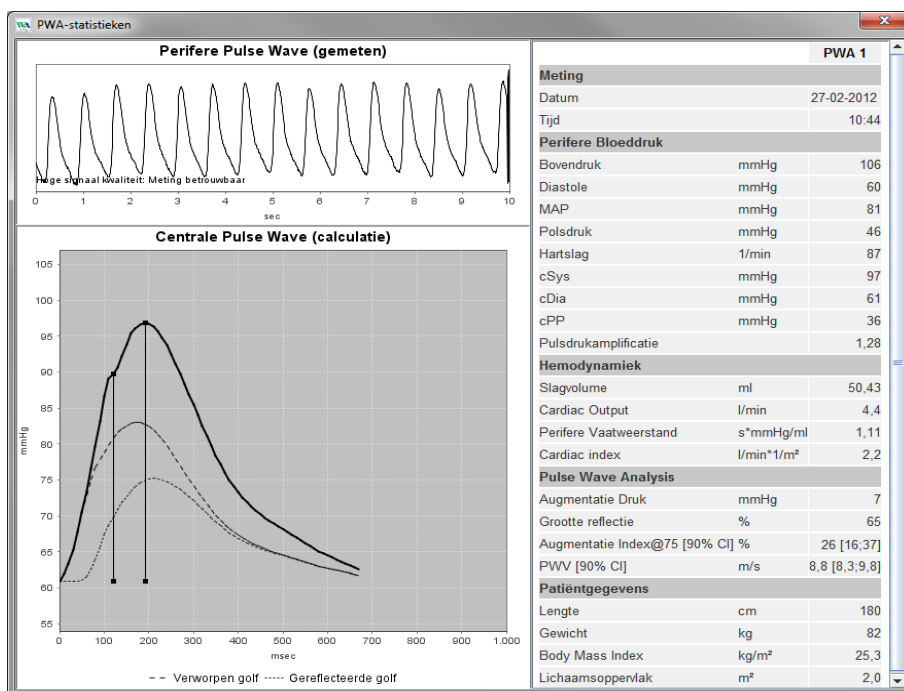 PWA-statistieken
Perifere Pulse Wave (gemeten)
Hoge signaal kwaliteit: Meting betrouwbaar
0 1 2 3 4 5 6 7 8 9 10
sec
Centrale Pulse Wave (calculatie)
105
100
95
90
85
80
75
70
65
60
55
mmHg
0 100 200 300 400 500 600 700 800 900 1.000
msec
Verworpen golf Gereflecteerde golf
PWA 1
Meting
Datum 27-02-2012
Tijd 10:44
Perifere Bloeddruk
Bovendruk mmHg 106
Diastole mmHg 60
MAP mmHg 81
Polsdruk mmHg 46
Hartslag 1/min 87
cSys mmHg 97
cDia mmHg 61
cPP mmHg 36
Pulsdrukamplificatie 1,28
Hemodynamiek
Slagvolume ml 50,43
Cardiac Output l/min 4,4
Perifere Vaatweerstand s*mmHg/ml 1,11
Cardiac index l/min*1/m² 2,2
Pulse Wave Analysis
Augmentatie Druk mmHg 7
Grootte reflectie % 65
Augmentatie Index@75 [90% CI] % 26 [16;37]
PWV [90% CI] m/s 8,8 [8,3;9,8]
Patiëntgegevens
Lengte cm 180
Gewicht kg 82
Body Mass Index kg/m² 25,3
Lichaamsoppervlak m² 2,0